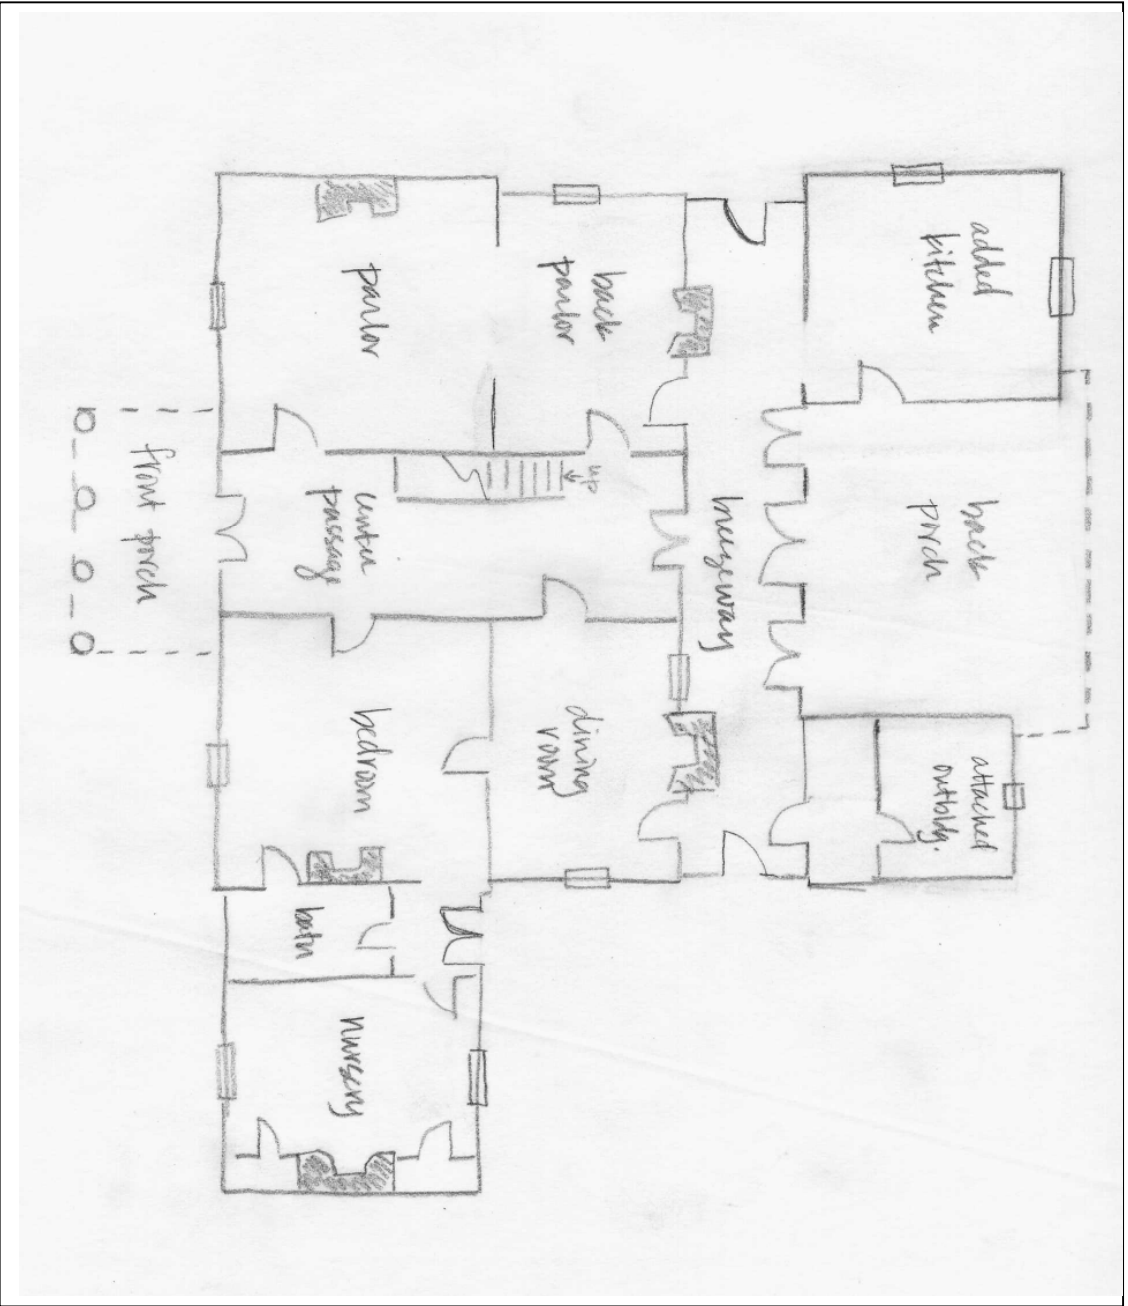 added
kitchen
back
parlor
parlor
up
center
passage
front porch
breezeway
back
porch
dining
room
bedroom
attached
outbldg.
bath
nursery